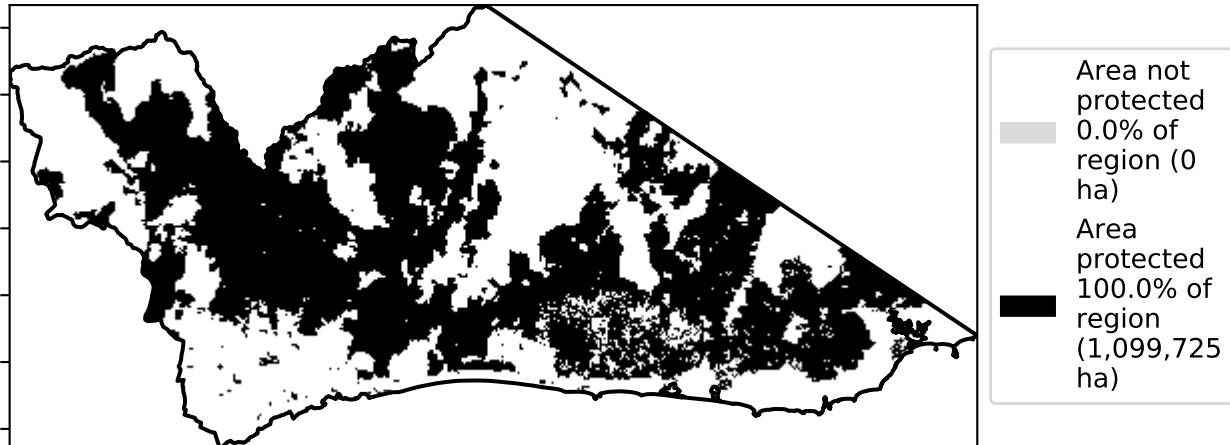 Area not
protected
0.0% of
region (0
ha)
Area
protected
100.0% of
region
(1,099,725
ha)